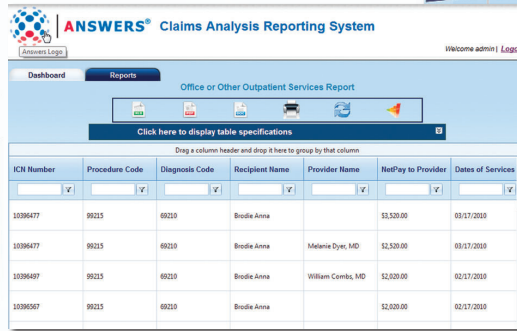 ANSWERS® Claims Analysis Reporting System
Answers Logo
Welcome admin | Logo
Dashboard Reports
Office or Other Outpatient Services Report
Click here to display table specifications
Drag a column header and drop it here to group by that column
ICN Number Procedure Code Diagnosis Code Recipient Name Provider Name NetPay to Provider Dates of Services
10396477 99215 69210 Brodie Anna $3,520.00 03/17/2010
10396477 99215 69210 Brodie Anna Melanie Dyer, MD $2,520.00 03/17/2010
10396497 99215 69210 Brodie Anna William Combs, MD $2,020.00 02/17/2010
10396567 99215 69210 Brodie Anna $2,020.00 02/17/2010